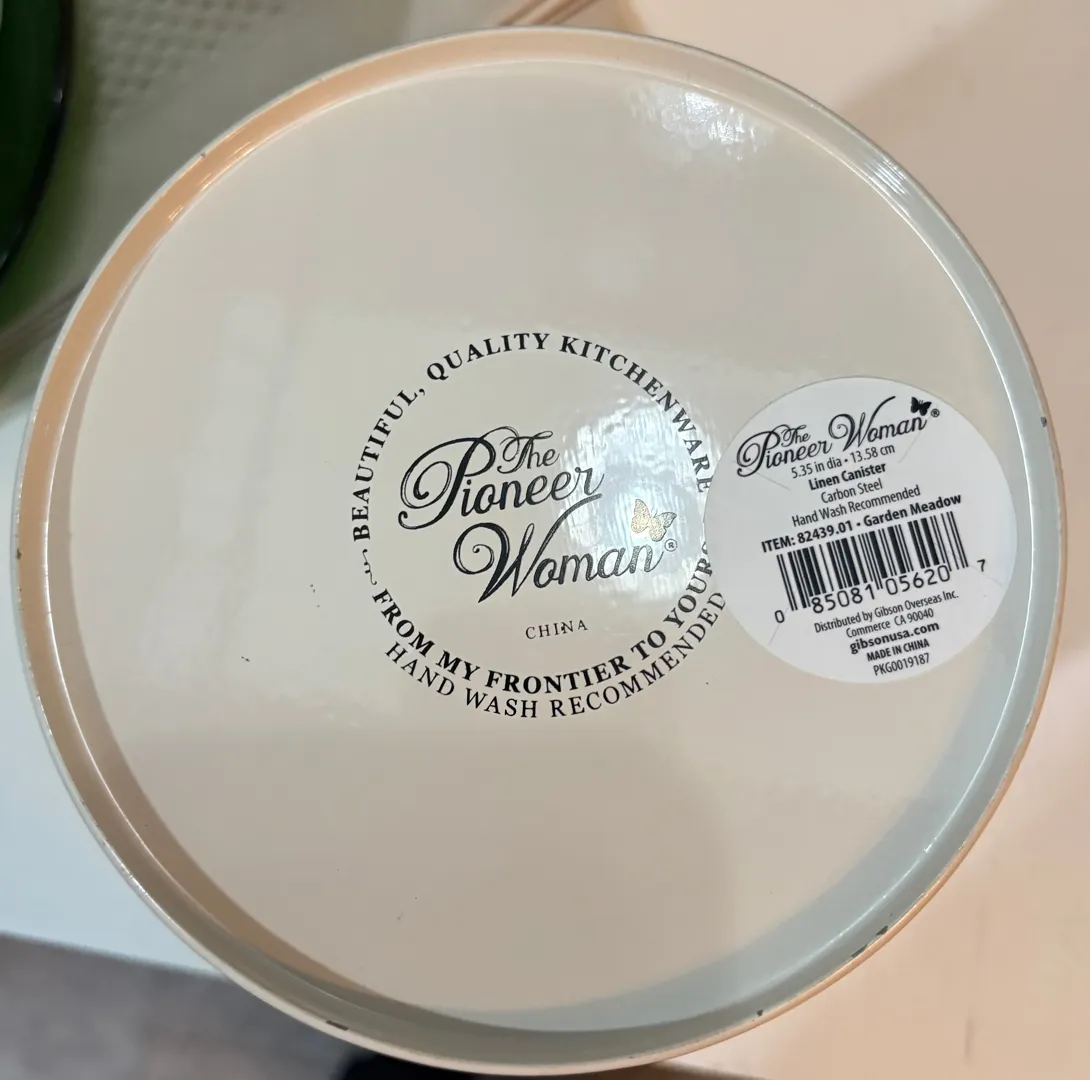 BEAUTIFUL, QUALITY KITCHENWARE
The
Pioneer
Woman®
CHINA
FROM MY FRONTIER TO YOURS
HAND WASH RECOMMENDED
The
Pioneer Woman®
5.35 in dia • 13.58 cm
Linen Canister
Carbon Steel
Hand Wash Recommended
ITEM: 82439.01 • Garden Meadow
0 85081 05620 7
Distributed by Gibson Overseas Inc.
Commerce CA 90040
gibsonusa.com
MADE IN CHINA
PKG0019187